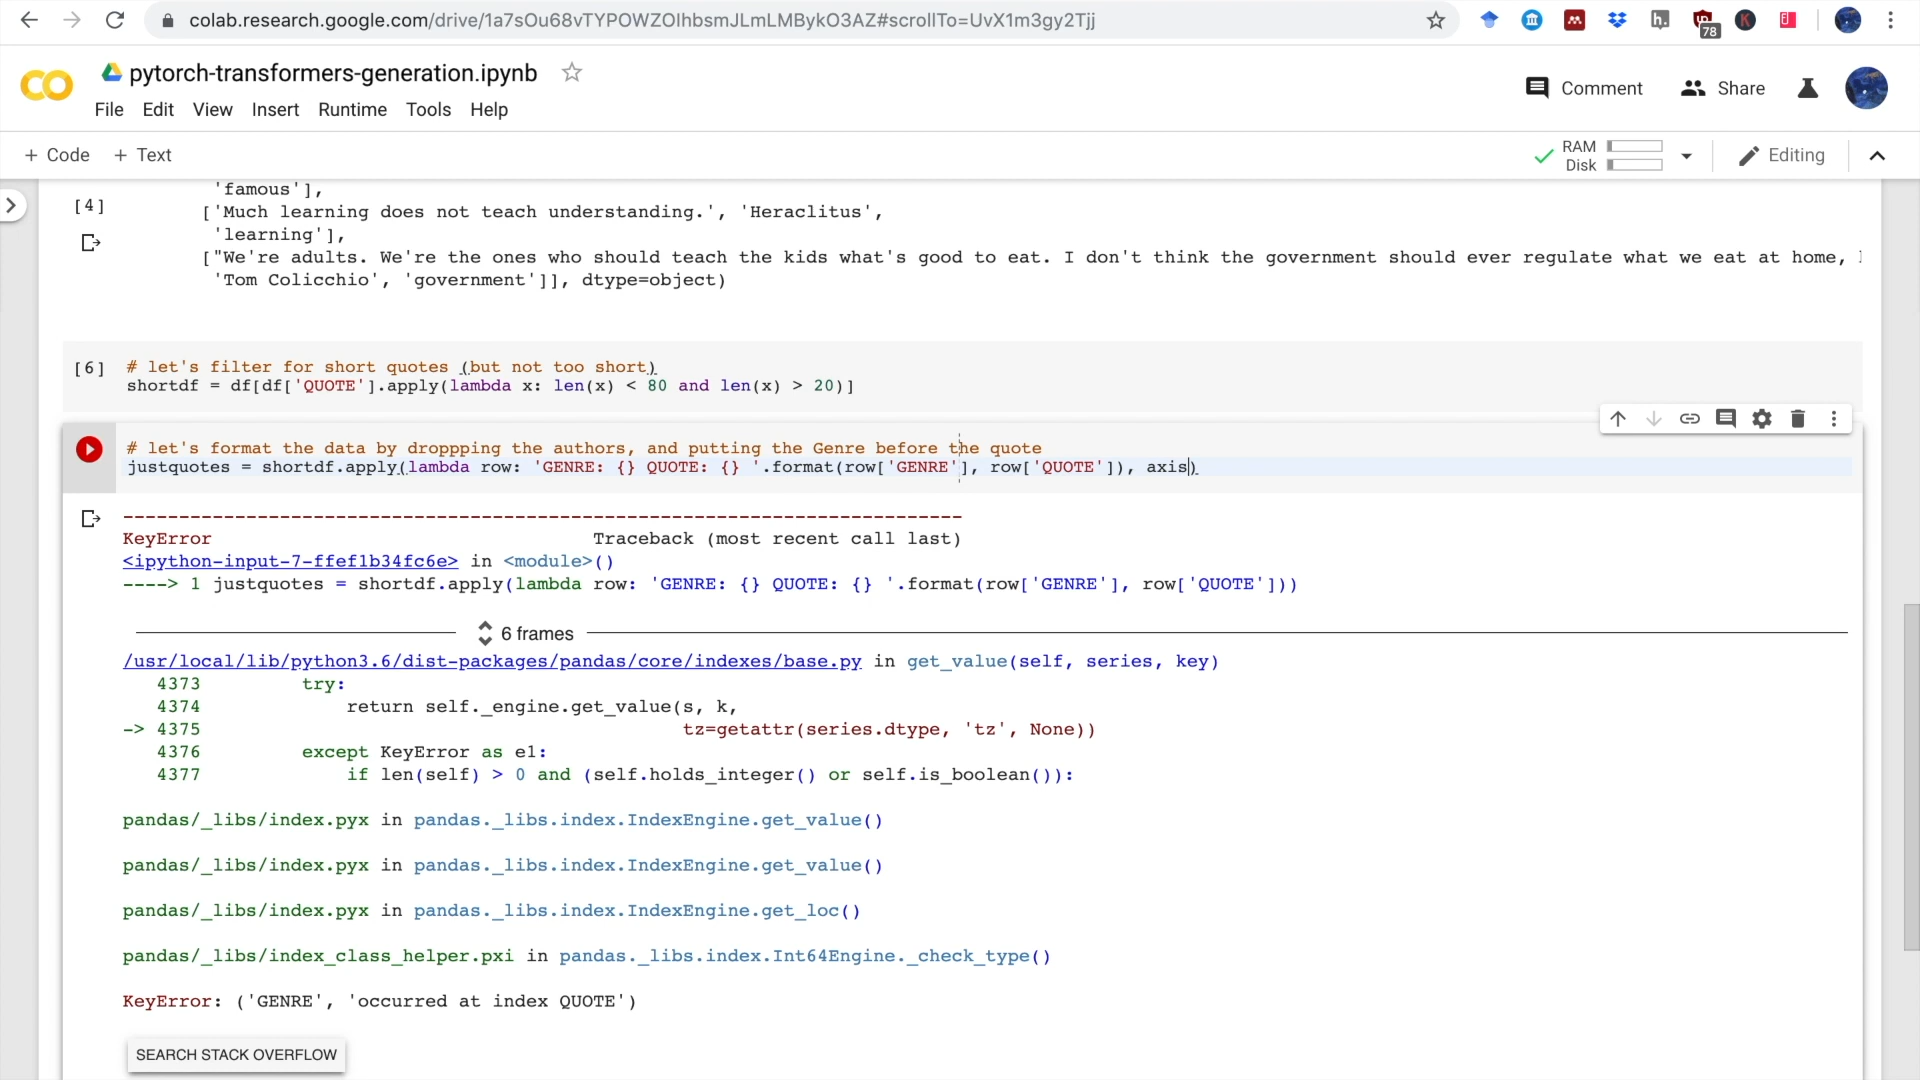 colab.research.google.com/drive/1a7sOu68vTYPOWZOlhbsmJLmLMBykO3AZ#scrollTo=UvX1m3gy2Tjj
h.
78
K
pytorch-transformers-generation.ipynb
File Edit View Insert Runtime Tools Help
Comment
Share
+ Code + Text
RAM
Disk
Editing
'famous'],
[4]
['Much learning does not teach understanding.', 'Heraclitus',
'learning'],
["We're adults. We're the ones who should teach the kids what's good to eat. I don't think the government should ever regulate what we eat at home,
'Tom Colicchio', 'government']], dtype=object)
[6] # let's filter for short quotes (but not too short)
shortdf = df[df['QUOTE'].apply(lambda x: len(x) < 80 and len(x) > 20)]
# let's format the data by droppping the authors, and putting the Genre before the quote
justquotes = shortdf.apply(lambda row: 'GENRE: {} QUOTE: {} '.format(row['GENRE'], row['QUOTE']), axis)
---------------------------------------------------------------------------
KeyError Traceback (most recent call last)
<ipython-input-7-ffef1b34fc6e> in <module>()
----> 1 justquotes = shortdf.apply(lambda row: 'GENRE: {} QUOTE: {} '.format(row['GENRE'], row['QUOTE']))
6 frames
/usr/local/lib/python3.6/dist-packages/pandas/core/indexes/base.py in get_value(self, series, key)
4373 try:
4374 return self._engine.get_value(s, k,
-> 4375 tz=getattr(series.dtype, 'tz', None))
4376 except KeyError as e1:
4377 if len(self) > 0 and (self.holds_integer() or self.is_boolean()):
pandas/_libs/index.pyx in pandas._libs.index.IndexEngine.get_value()
pandas/_libs/index.pyx in pandas._libs.index.IndexEngine.get_value()
pandas/_libs/index.pyx in pandas._libs.index.IndexEngine.get_loc()
pandas/_libs/index_class_helper.pxi in pandas._libs.index.Int64Engine._check_type()
KeyError: ('GENRE', 'occurred at index QUOTE')
SEARCH STACK OVERFLOW